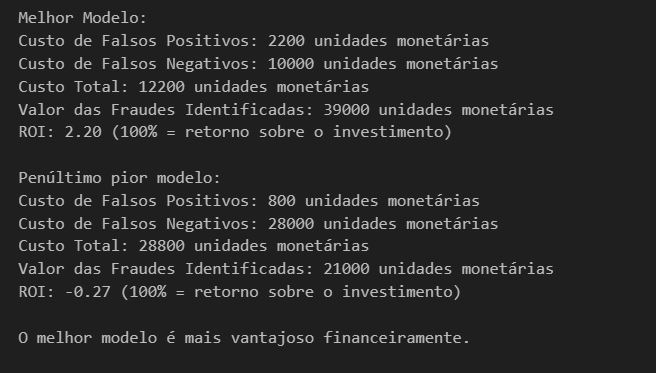 Melhor Modelo:
Custo de Falsos Positivos: 2200 unidades monetárias
Custo de Falsos Negativos: 10000 unidades monetárias
Custo Total: 12200 unidades monetárias
Valor das Fraudes Identificadas: 39000 unidades monetárias
ROI: 2.20 (100% = retorno sobre o investimento)
Penúltimo pior modelo:
Custo de Falsos Positivos: 800 unidades monetárias
Custo de Falsos Negativos: 28000 unidades monetárias
Custo Total: 28800 unidades monetárias
Valor das Fraudes Identificadas: 21000 unidades monetárias
ROI: -0.27 (100% = retorno sobre o investimento)
O melhor modelo é mais vantajoso financeiramente.